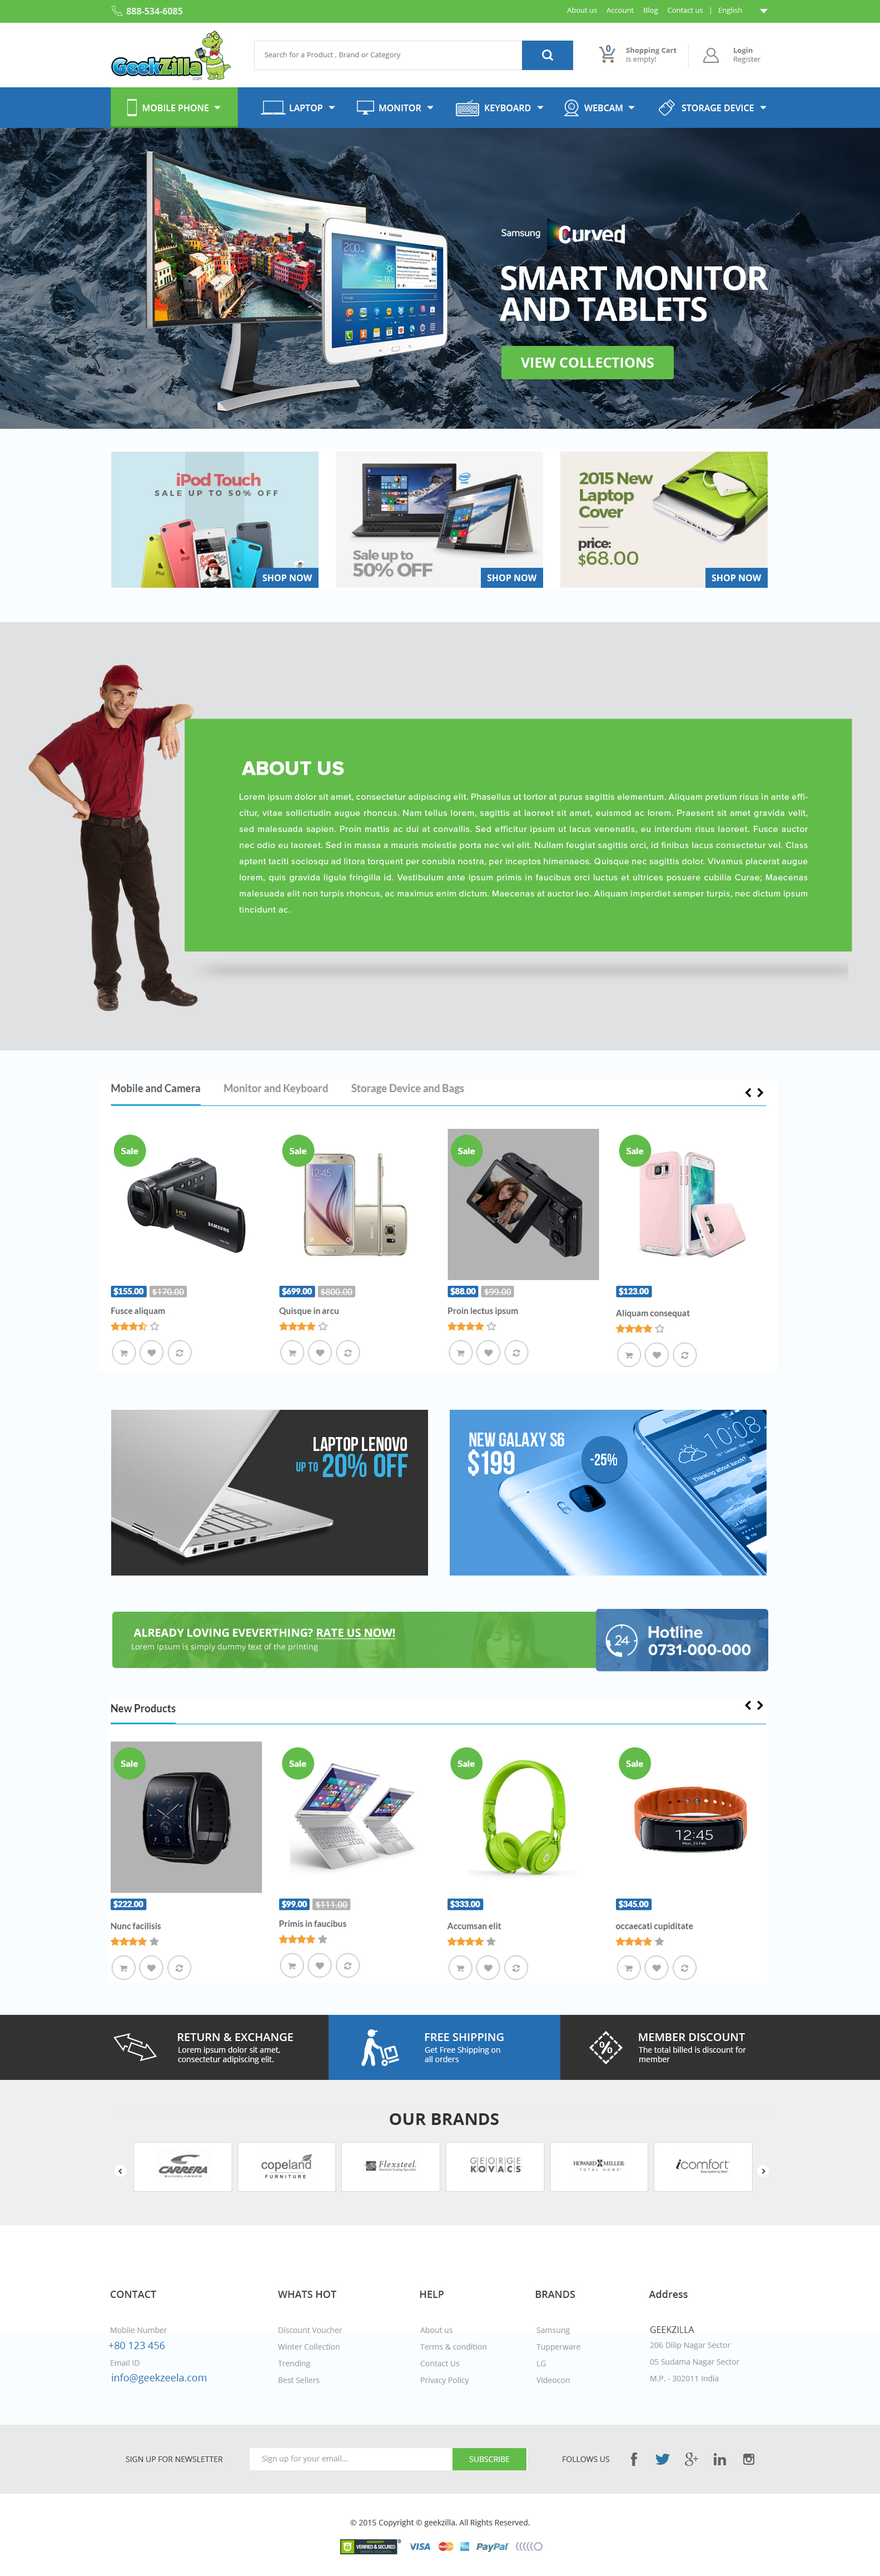 888-534-6085
About us Account Blog Contact us | English
GeekZilla
.com
Search for a Product , Brand or Category
0
Shopping Cart
is empty!
Login
Register
MOBILE PHONE LAPTOP MONITOR KEYBOARD WEBCAM STORAGE DEVICE
Samsung Curved
SMART MONITOR
AND TABLETS
VIEW COLLECTIONS
SAMSUNG
iPod Touch
SALE UP TO 50% OFF
SHOP NOW
Sale up to
50% OFF
SHOP NOW
2015 New
Laptop
Cover
price:
$68.00
SHOP NOW
ABOUT US
Lorem ipsum dolor sit amet, consectetur adipiscing elit. Phasellus ut tortor at purus sagittis elementum. Aliquam pretium risus in ante effi-
citur, vitae sollicitudin augue rhoncus. Nam tellus lorem, sagittis at laoreet sit amet, euismod ac lorem. Praesent sit amet gravida velit,
sed malesuada sapien. Proin mattis ac dui at convallis. Sed efficitur ipsum ut lacus venenatis, eu interdum risus laoreet. Fusce auctor
nec odio eu laoreet. Sed in massa a mauris molestie porta nec vel elit. Nullam feugiat sagittis orci, id finibus lacus consectetur vel. Class
aptent taciti sociosqu ad litora torquent per conubia nostra, per inceptos himenaeos. Quisque nec sagittis dolor. Vivamus placerat augue
lorem, quis gravida ligula fringilla id. Vestibulum ante ipsum primis in faucibus orci luctus et ultrices posuere cubilia Curae; Maecenas
malesuada elit non turpis rhoncus, ac maximus enim dictum. Maecenas at auctor leo. Aliquam imperdiet semper turpis, nec dictum ipsum
tincidunt ac.
Mobile and Camera Monitor and Keyboard Storage Device and Bags
Sale Sale Sale Sale
HD SAMSUNG
$155.00 $170.00
Fusce aliquam
$699.00 $800.00
Quisque in arcu
$88.00 $99.00
Proin lectus ipsum
$123.00
Aliquam consequat
LAPTOP LENOVO
UP TO 20% OFF
NEW GALAXY S6
$199
-25%
10:08
Thinking about lunch?
ALREADY LOVING EVEVERTHING? RATE US NOW!
Lorem Ipsum is simply dummy text of the printing
24
Hotline
0731-000-000
New Products
Sale Sale Sale Sale
12:45
$222.00
Nunc facilisis
$99.00 $111.00
Primis in faucibus
$333.00
Accumsan elit
$345.00
occaecati cupiditate
RETURN & EXCHANGE
Lorem ipsum dolor sit amet,
consectetur adipiscing elit.
FREE SHIPPING
Get Free Shipping on
all orders
%
MEMBER DISCOUNT
The total billed is discount for
member
OUR BRANDS
CARRERA
SUNGLASSES
copeland
FURNITURE
Flexsteel
GEORGE
KOVACS
HOWARD MILLER
TOTAL HOME
icomfort
CONTACT
Mobile Number
+80 123 456
Email ID
info@geekzeela.com
WHATS HOT
Discount Voucher
Winter Collection
Trending
Best Sellers
HELP
About us
Terms & condition
Contact Us
Privacy Policy
BRANDS
Samsung
Tupperware
LG
Videocon
Address
GEEKZILLA
206 Dilip Nagar Sector
05 Sudama Nagar Sector
M.P. - 302011 India
SIGN UP FOR NEWSLETTER
Sign up for your email...
SUBSCRIBE
FOLLOWS US
© 2015 Copyright © geekzilla. All Rights Reserved.
VERIFIED & SECURED
VISA
PayPal